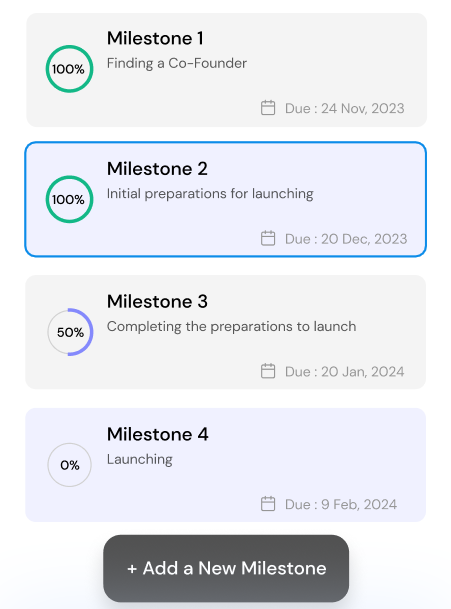 Milestone 1
100%
Finding a Co-Founder
Due : 24 Nov, 2023
Milestone 2
100%
Initial preparations for launching
Due : 20 Dec, 2023
Milestone 3
50%
Completing the preparations to launch
Due : 20 Jan, 2024
Milestone 4
0%
Launching
Due : 9 Feb, 2024
+ Add a New Milestone